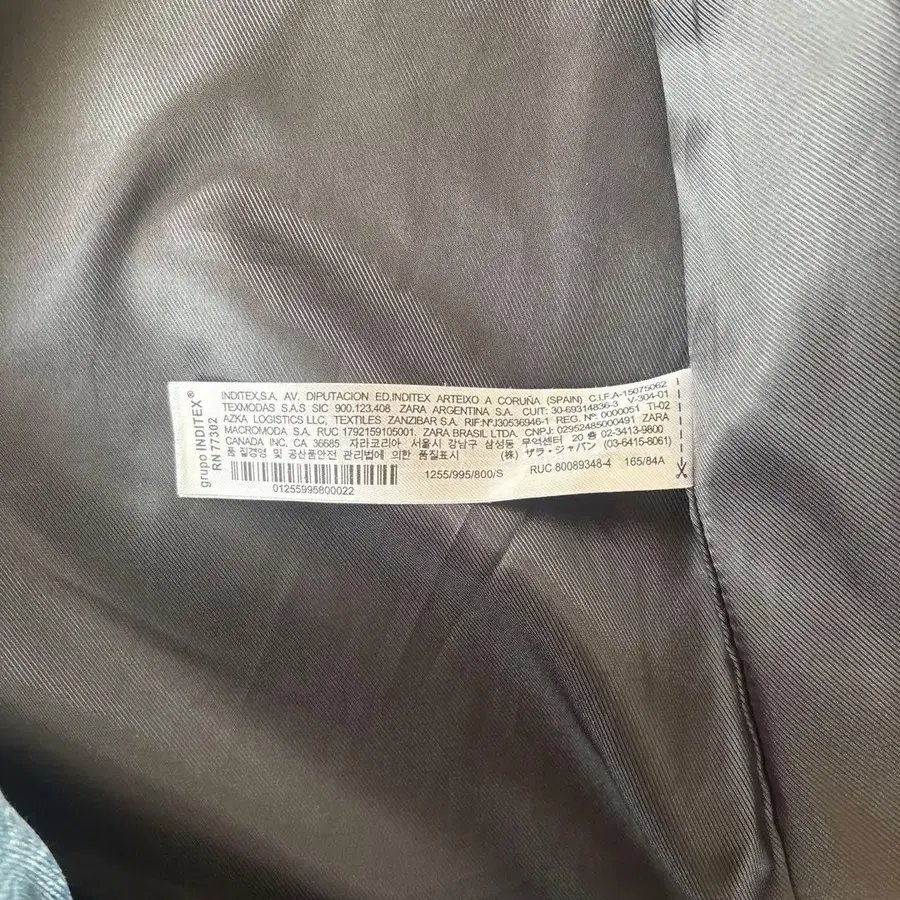 grupo INDITEX®
RN 77302
INDITEX,S.A. AV. DIPUTACION ED.INDITEX ARTEIXO A CORUÑA (SPAIN) C.I.F.A-15075062
TEXMODAS S.A.S SIC 900.123.408 ZARA ARGENTINA S.A. CUIT: 30-69314836-3 V-304-01
AZKA LOGISTICS LLC, TEXTILES ZANZIBAR S.A. RIF:NºJ30536946-1 REG. Nº. 0000051 TI-02
MACROMODA S.A. RUC 1792159105001. ZARA BRASIL LTDA. CNPJ. 02952485000491 ZARA
CANADA INC. CA 36685 자라코리아 서울시 강남구 삼성동 무역센터 20 층 02-3413-9800
품 질경영 및 공산품안전 관리법에 의한 품질표시 (株) ザラ・ジャパン (03-6415-8061)
1255/995/800/S RUC 80089348-4 165/84A
01255995800022